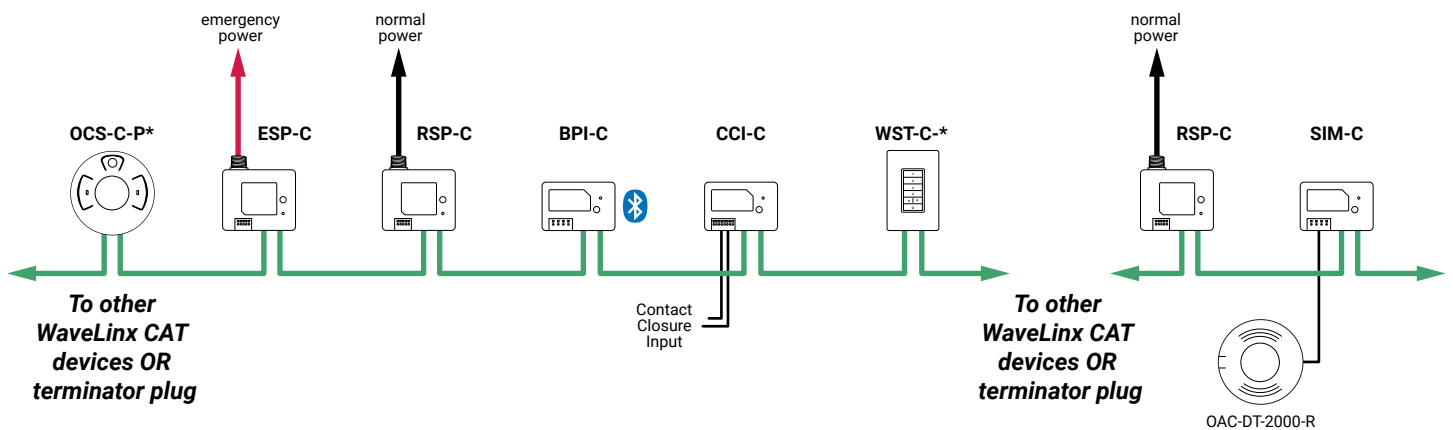 emergency
power
normal
power
normal
power
OCS-C-P*
ESP-C
RSP-C
BPI-C
CCI-C
WST-C-*
RSP-C
SIM-C
To other
WaveLinx CAT
devices OR
terminator plug
Contact
Closure
Input
To other
WaveLinx CAT
devices OR
terminator plug
OAC-DT-2000-R